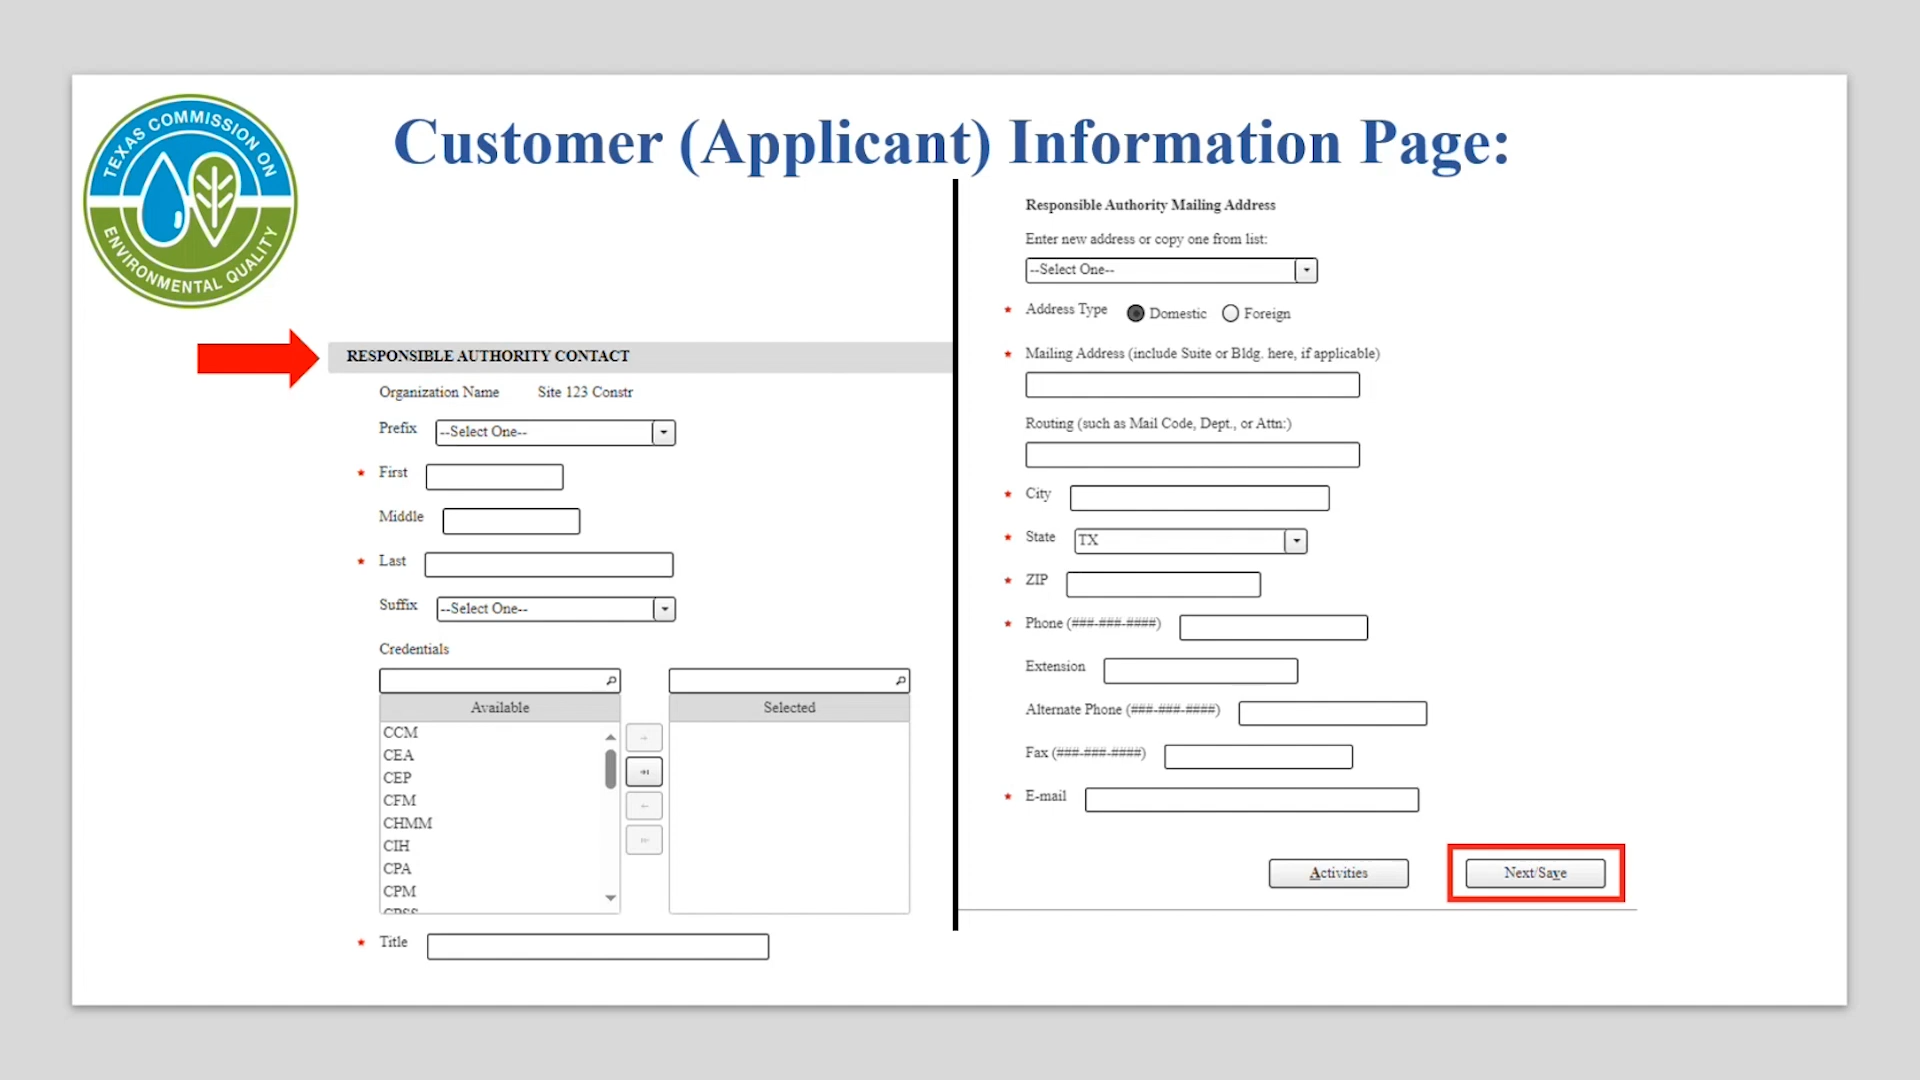 TEXAS COMMISSION ON
ENVIRONMENTAL QUALITY
Customer (Applicant) Information Page:
RESPONSIBLE AUTHORITY CONTACT
Organization Name Site 123 Constr
Prefix --Select One--
* First
Middle
* Last
Suffix --Select One--
Credentials
Available Selected
CCM
CEA
CEP
CFM
CHMM
CIH
CPA
CPM
CPSS
* Title
Responsible Authority Mailing Address
Enter new address or copy one from list:
--Select One--
* Address Type Domestic Foreign
* Mailing Address (include Suite or Bldg. here, if applicable)
Routing (such as Mail Code, Dept., or Attn:)
* City
* State TX
* ZIP
* Phone (###-###-####)
Extension
Alternate Phone (###-###-####)
Fax (###-###-####)
* E-mail
Activities Next/Save